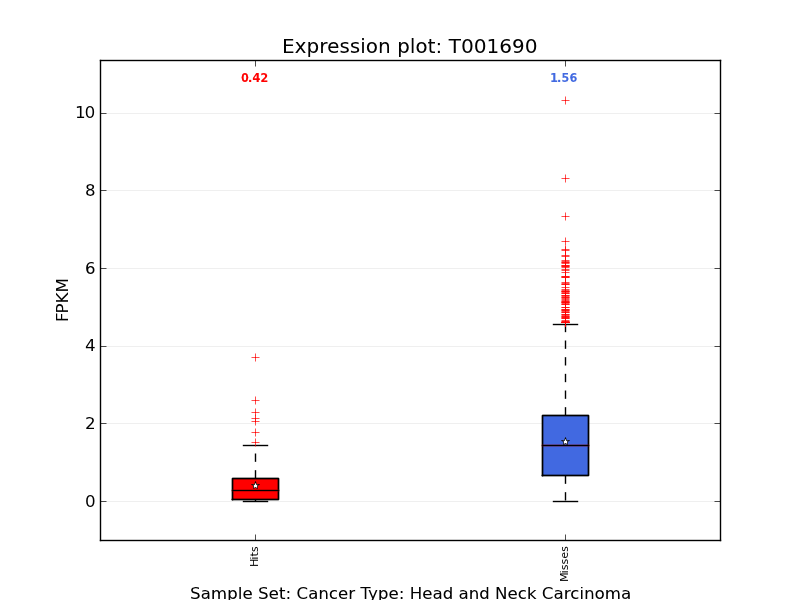 Expression plot: T001690
0.42
1.56
10
8
6
4
2
0
FPKM
Hits
Misses
Sample Set: Cancer Type: Head and Neck Carcinoma